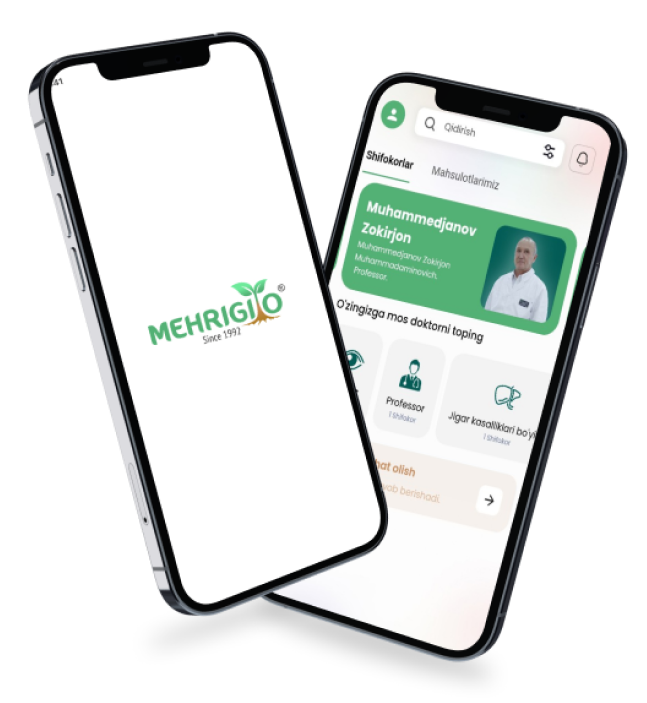 MEHRIGIYO®
Since 1992
Qidirish
Shifokorlar
Mahsulotlarimiz
Muhammedjanov
Zokirjon
Muhammedjanov Zokirjon
Muhammadaminovich.
Professor.
O'zingizga mos doktorni toping
Professor
1 Shifokor
Jigar kasalliklari bo'yi
1 Shifokor
hat olish
vob berishadi.